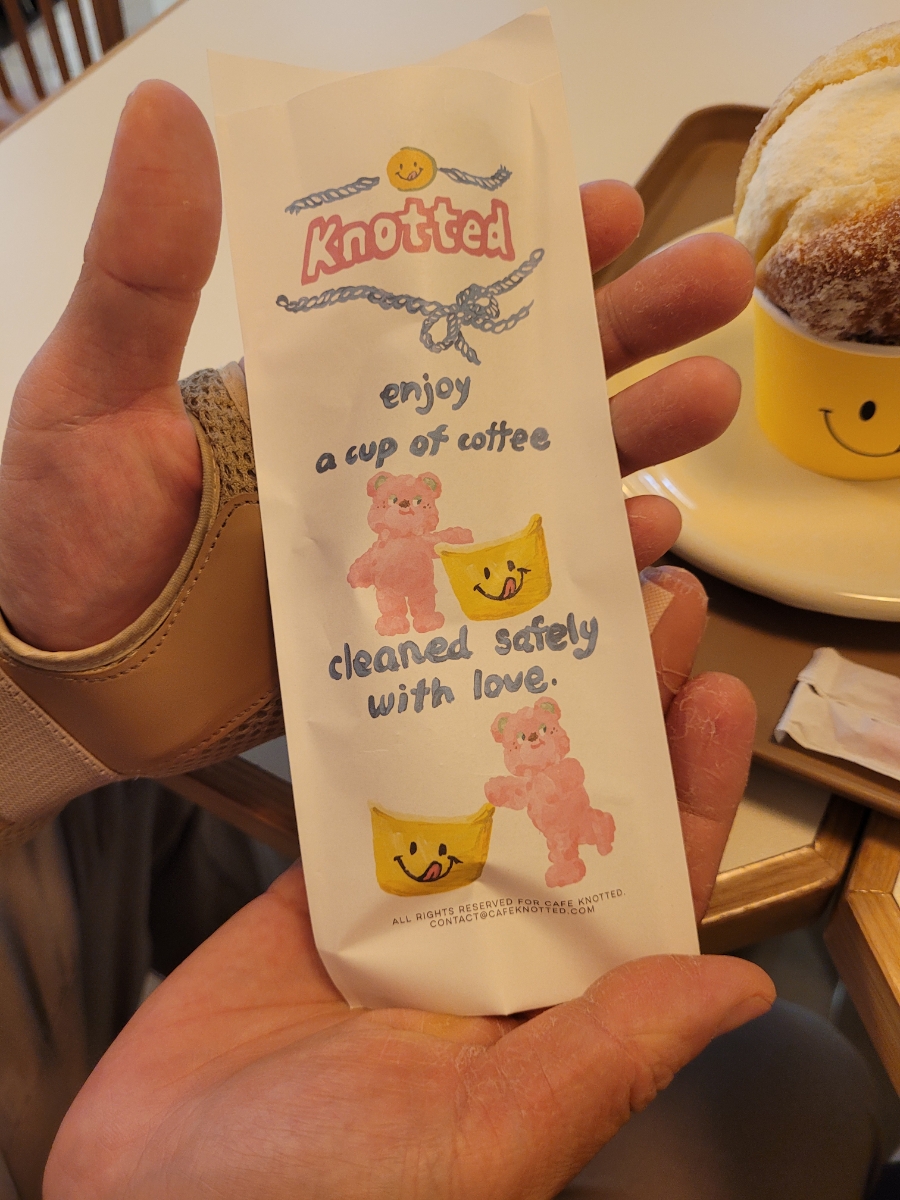 Knotted
enjoy
a cup of coffee
cleaned safely
with love.
ALL RIGHTS RESERVED FOR CAFE KNOTTED.
CONTACT@CAFEKNOTTED.COM